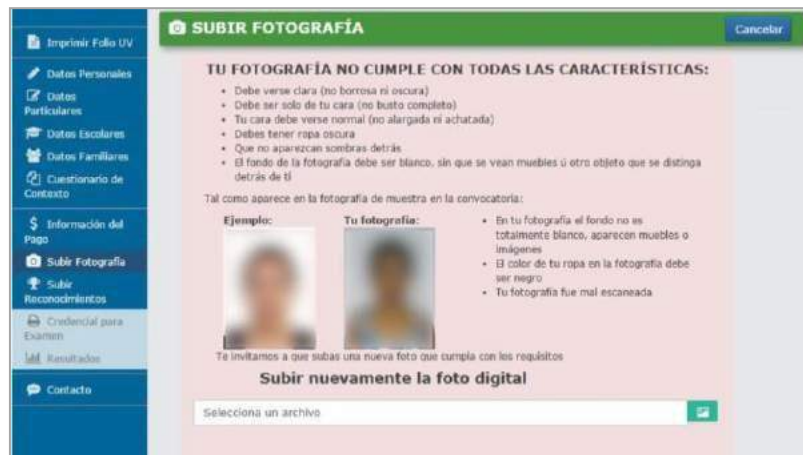 SUBIR FOTOGRAFÍA
Cancelar
Imprimir Folio UV
Datos Personales
Datos
Particulares
Datos Escolares
Datos Familiares
Cuestionario de
Contexto
Información del
Pago
Subir Fotografía
Subir
Reconocimientos
Credencial para
Examen
Resultados
Contacto
TU FOTOGRAFÍA NO CUMPLE CON TODAS LAS CARACTERÍSTICAS:
Debe verse clara (no borrosa ni oscura)
Debe ser solo de tu cara (no busto completo)
Tu cara debe verse normal (no alargada ni achatada)
Debes tener ropa oscura
Que no aparezcan sombras detrás
El fondo de la fotografía debe ser blanco, sin que se vean muebles ú otro objeto que se distinga
detrás de ti
Tal como aparece en la fotografía de muestra en la convocatoria:
Ejemplo:
Tu fotografía:
En tu fotografía el fondo no es
totalmente blanco, aparecen muebles o
imágenes
El color de tu ropa en la fotografía debe
ser negro
Tu fotografía fue mal escaneada
Te invitamos a que subas una nueva foto que cumpla con los requisitos
Subir nuevamente la foto digital
Selecciona un archivo